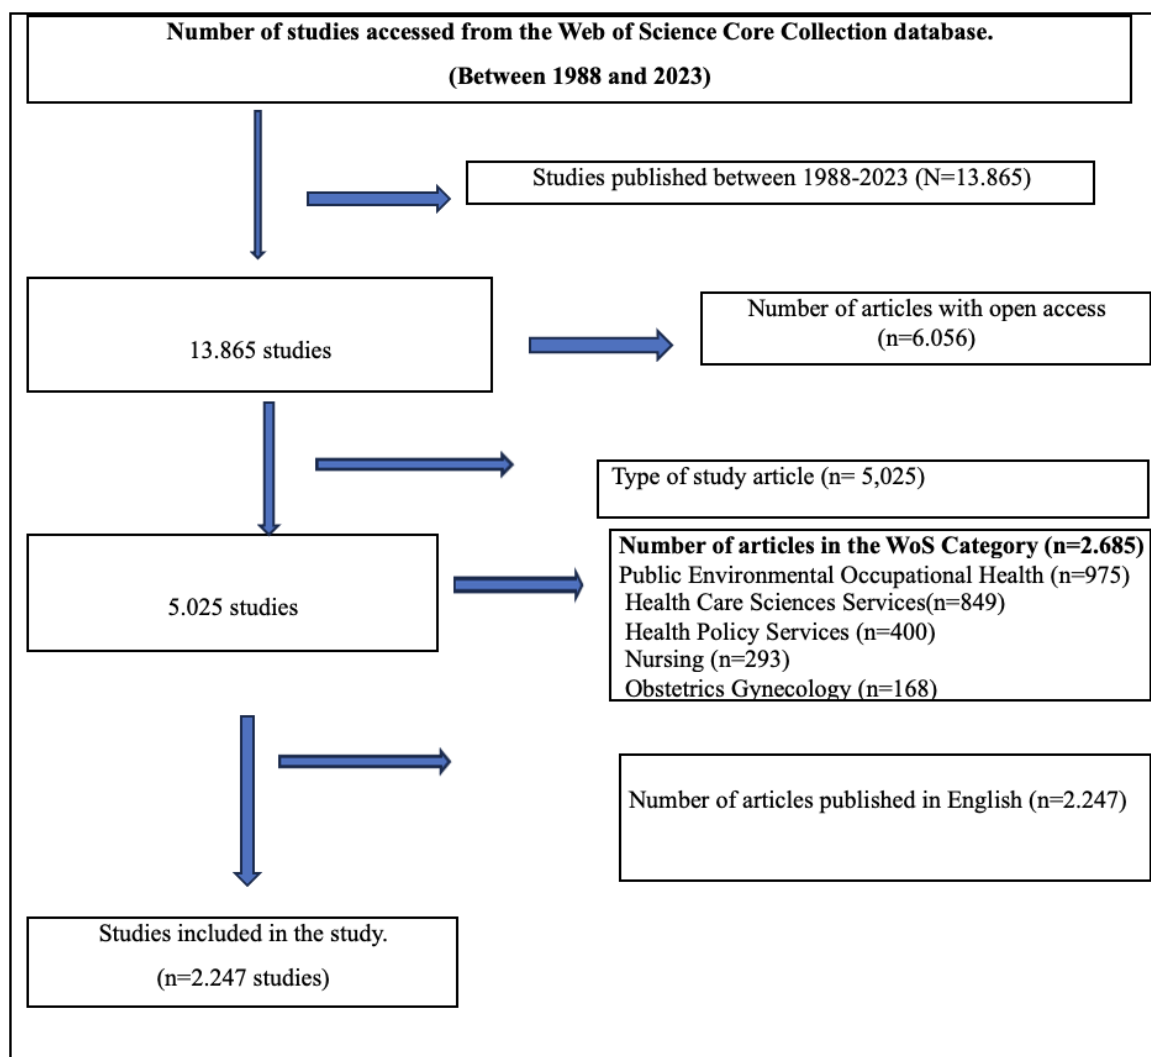 Number of studies accessed from the Web of Science Core Collection database.
(Between 1988 and 2023)
Studies published between 1988-2023 (N=13.865)
13.865 studies
Number of articles with open access
(n=6.056)
Type of study article (n= 5,025)
5.025 studies
Number of articles in the WoS Category (n=2.685)
Public Environmental Occupational Health (n=975)
Health Care Sciences Services(n=849)
Health Policy Services (n=400)
Nursing (n=293)
Obstetrics Gynecology (n=168)
Number of articles published in English (n=2.247)
Studies included in the study.
(n=2.247 studies)